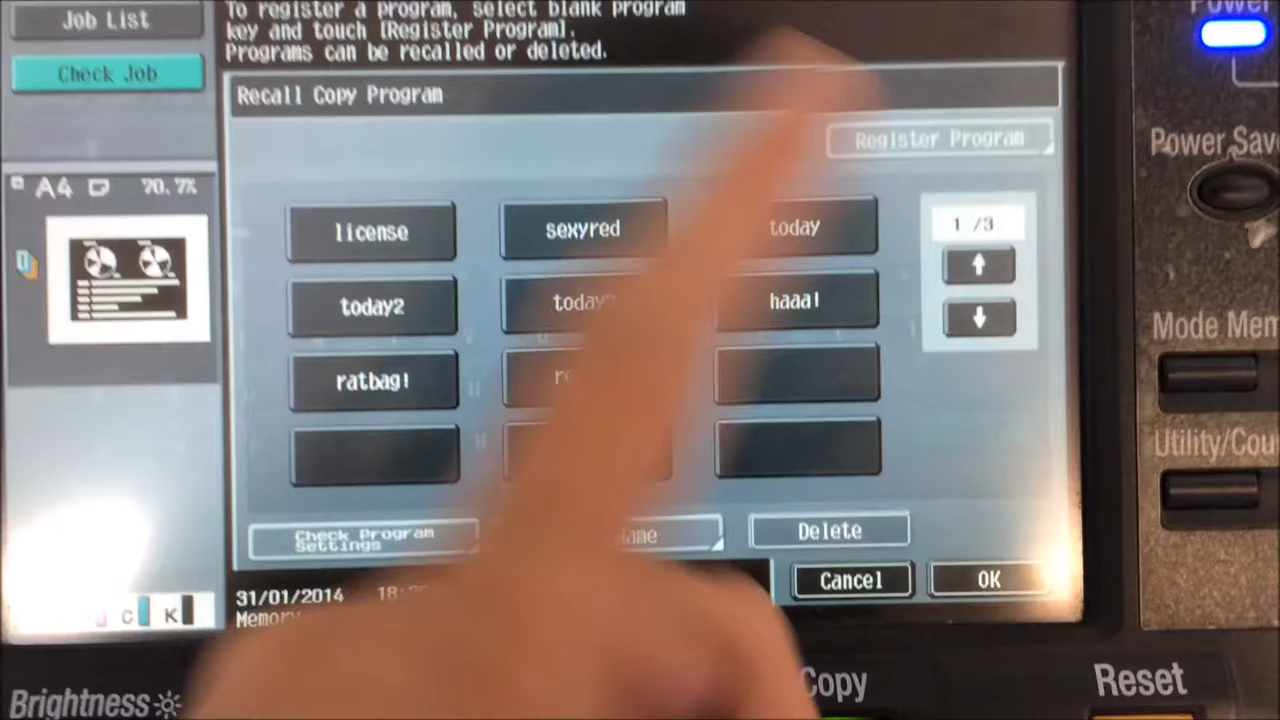 Job List
Check Job
To register a program, select blank program
key and touch [Register Program].
Programs can be recalled or deleted.
Recall Copy Program
Register Program
A4 70.7%
license sexyred today
1 /3
today2 haaa!
ratbag!
Check Program
Settings
Delete
Cancel OK
31/01/2014
Memory
C K
Power
Power Save
Mode Mem
Utility/Cou
Brightness
Copy
Reset